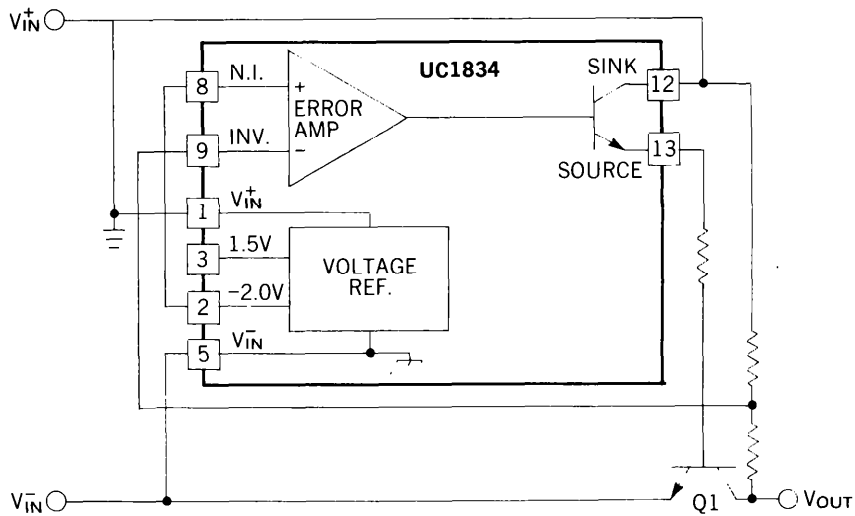 V+IN
UC1834
8 N.I.
+
ERROR
AMP
−
9 INV.
SINK 12
SOURCE 13
1 V+IN
3 1.5V
2 −2.0V
5 V−IN
VOLTAGE
REF.
V−IN
Q1
VOUT